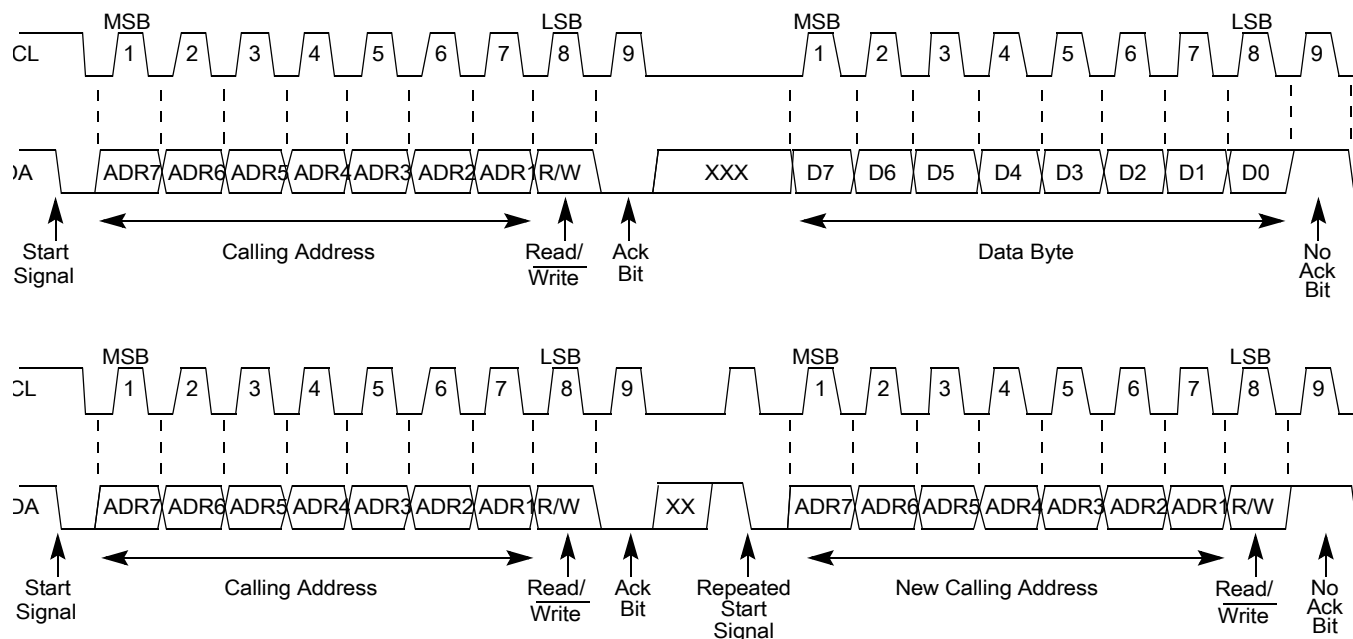 MSB LSB MSB LSB
CL 1 2 3 4 5 6 7 8 9 1 2 3 4 5 6 7 8 9
DA ADR7 ADR6 ADR5 ADR4 ADR3 ADR2 ADR1 R/W XXX D7 D6 D5 D4 D3 D2 D1 D0
Start Calling Address Read/ Ack Data Byte No
Signal Write Bit Ack
Bit
MSB LSB MSB LSB
CL 1 2 3 4 5 6 7 8 9 1 2 3 4 5 6 7 8 9
DA ADR7 ADR6 ADR5 ADR4 ADR3 ADR2 ADR1 R/W XX ADR7 ADR6 ADR5 ADR4 ADR3 ADR2 ADR1 R/W
Start Calling Address Read/ Ack Repeated New Calling Address Read/ No
Signal Write Bit Start Write Ack
Signal Bit